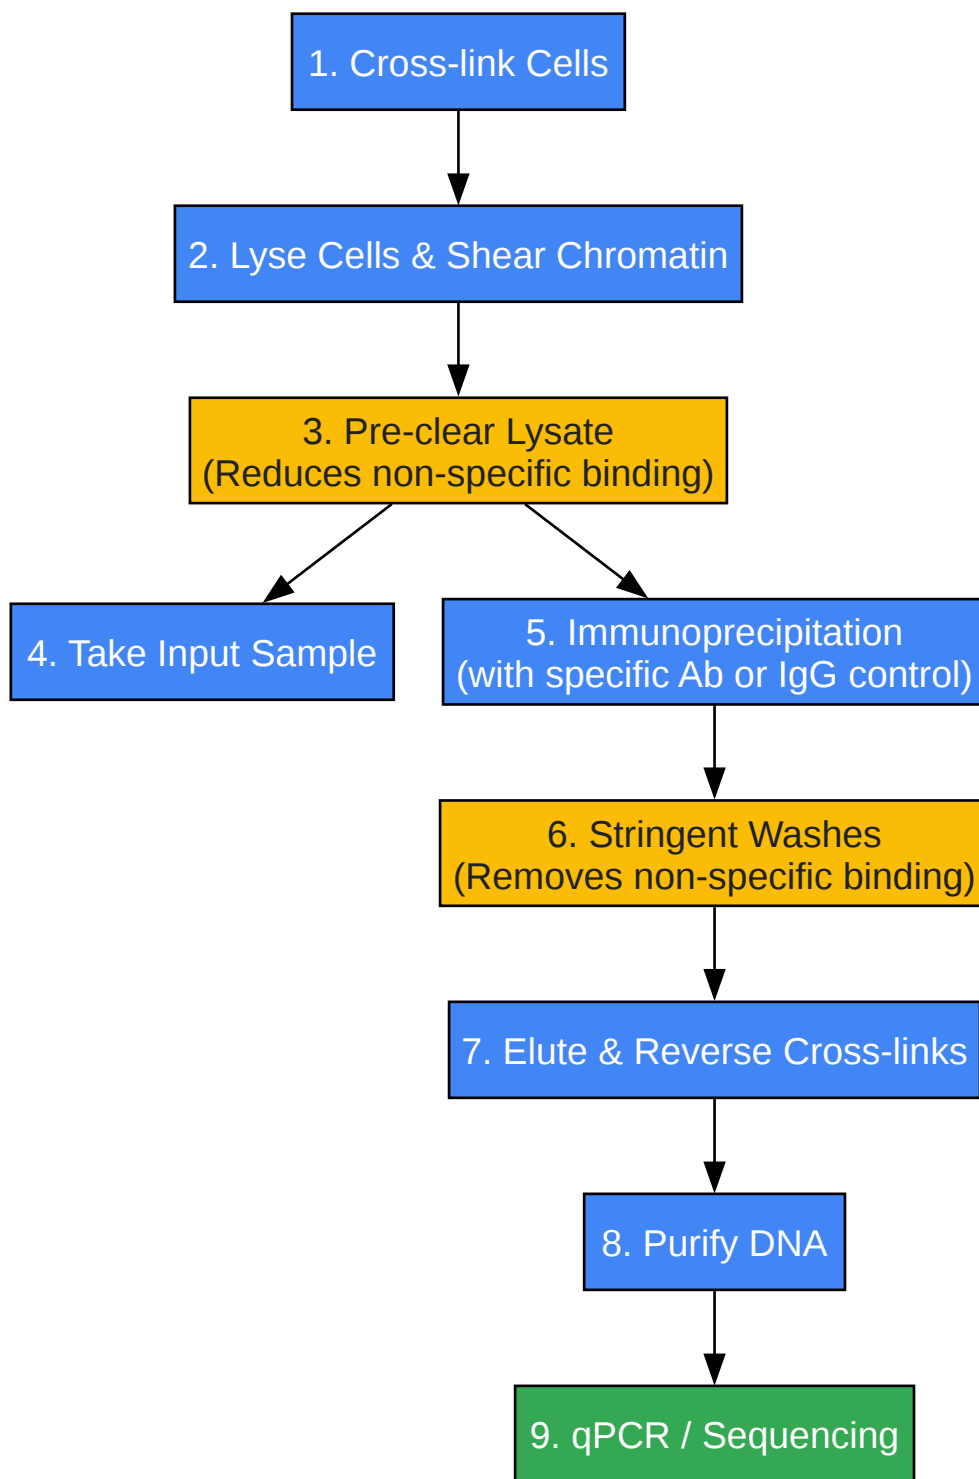 1. Cross-link Cells
2. Lyse Cells & Shear Chromatin
3. Pre-clear Lysate
(Reduces non-specific binding)
4. Take Input Sample
5. Immunoprecipitation
(with specific Ab or IgG control)
6. Stringent Washes
(Removes non-specific binding)
7. Elute & Reverse Cross-links
8. Purify DNA
9. qPCR / Sequencing